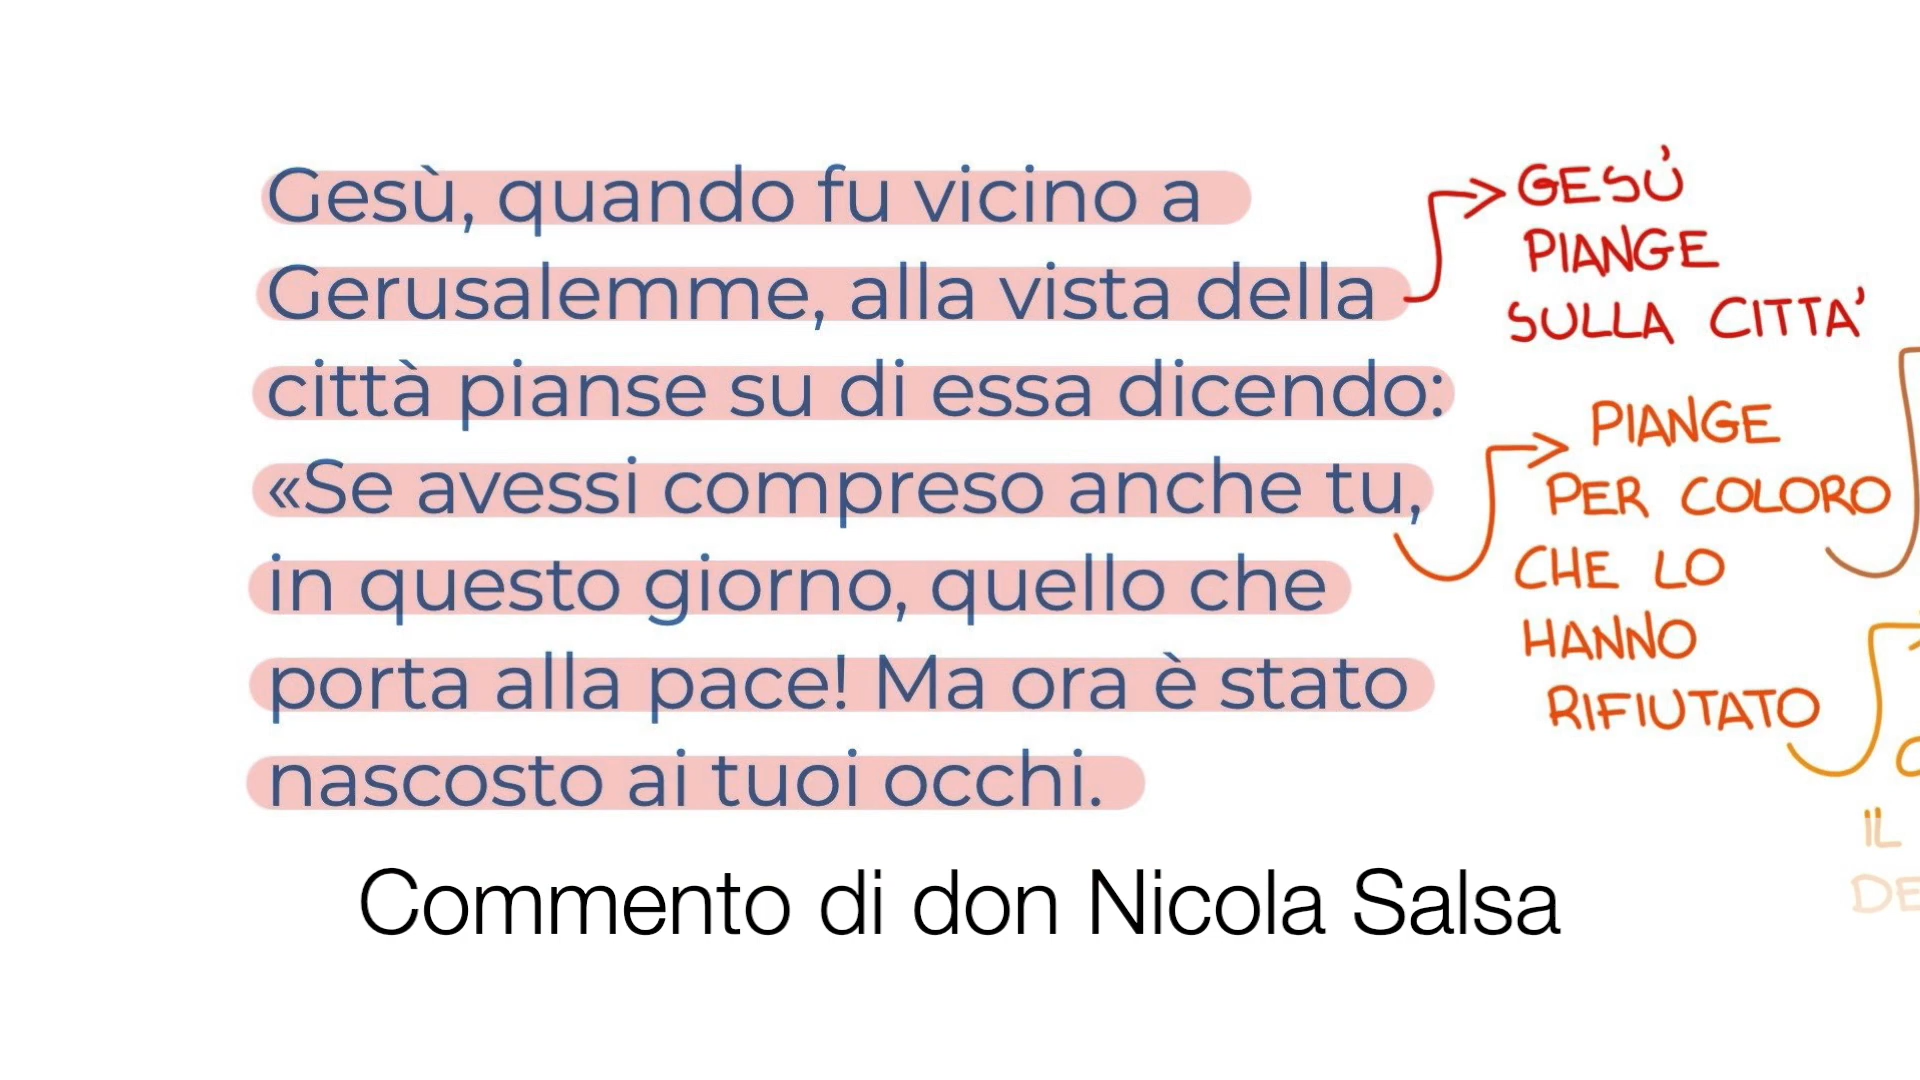 Gesù, quando fu vicino a
Gerusalemme, alla vista della
città pianse su di essa dicendo:
«Se avessi compreso anche tu,
in questo giorno, quello che
porta alla pace! Ma ora è stato
nascosto ai tuoi occhi.
GESÙ
PIANGE
SULLA CITTA'
PIANGE
PER COLORO
CHE LO
HANNO
RIFIUTATO
IL
DE
Commento di don Nicola Salsa